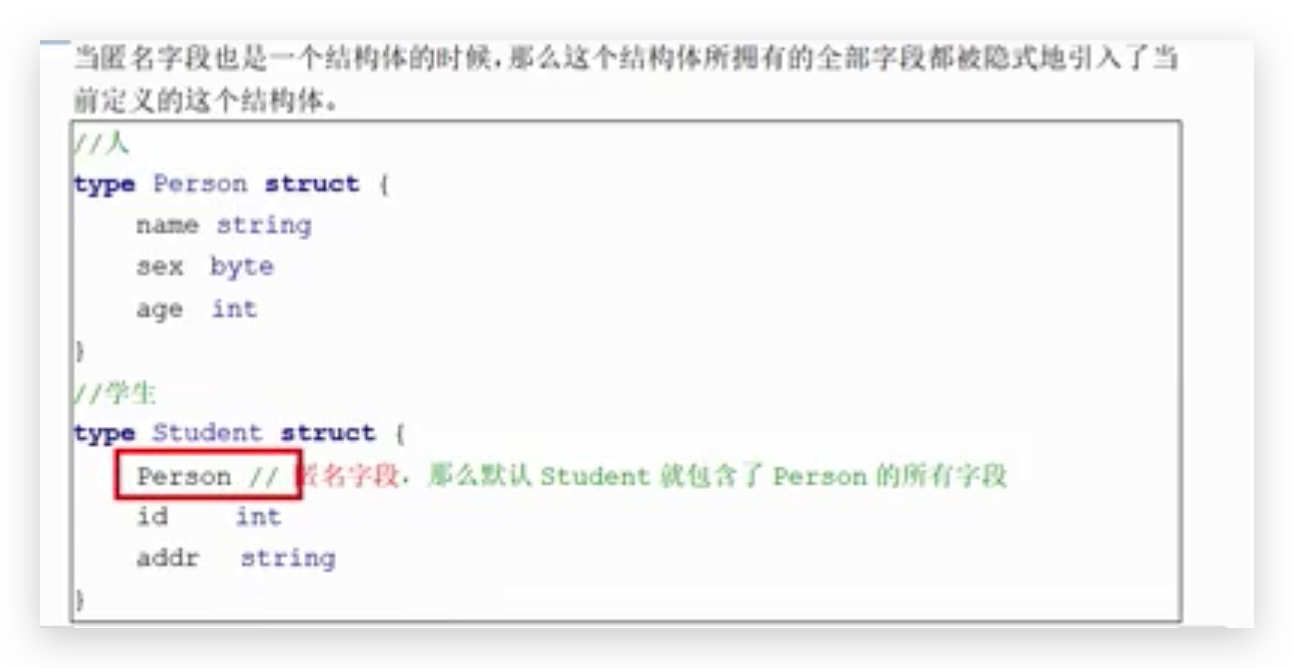 当匿名字段也是一个结构体的时候，那么这个结构体所拥有的全部字段都被隐式地引入了当
前定义的这个结构体。
//人
type Person struct {
name string
sex byte
age int
}
//学生
type Student struct {
Person // 匿名字段，那么默认 Student 就包含了 Person 的所有字段
id int
addr string
}